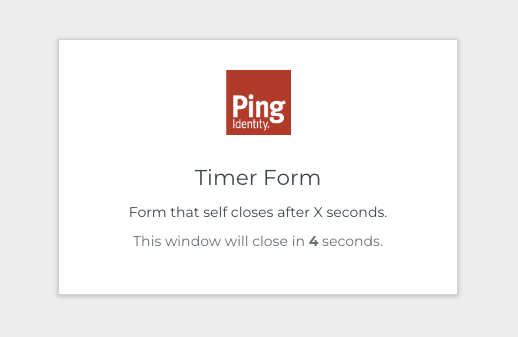 Ping
Identity.
Timer Form
Form that self closes after X seconds.
This window will close in 4 seconds.